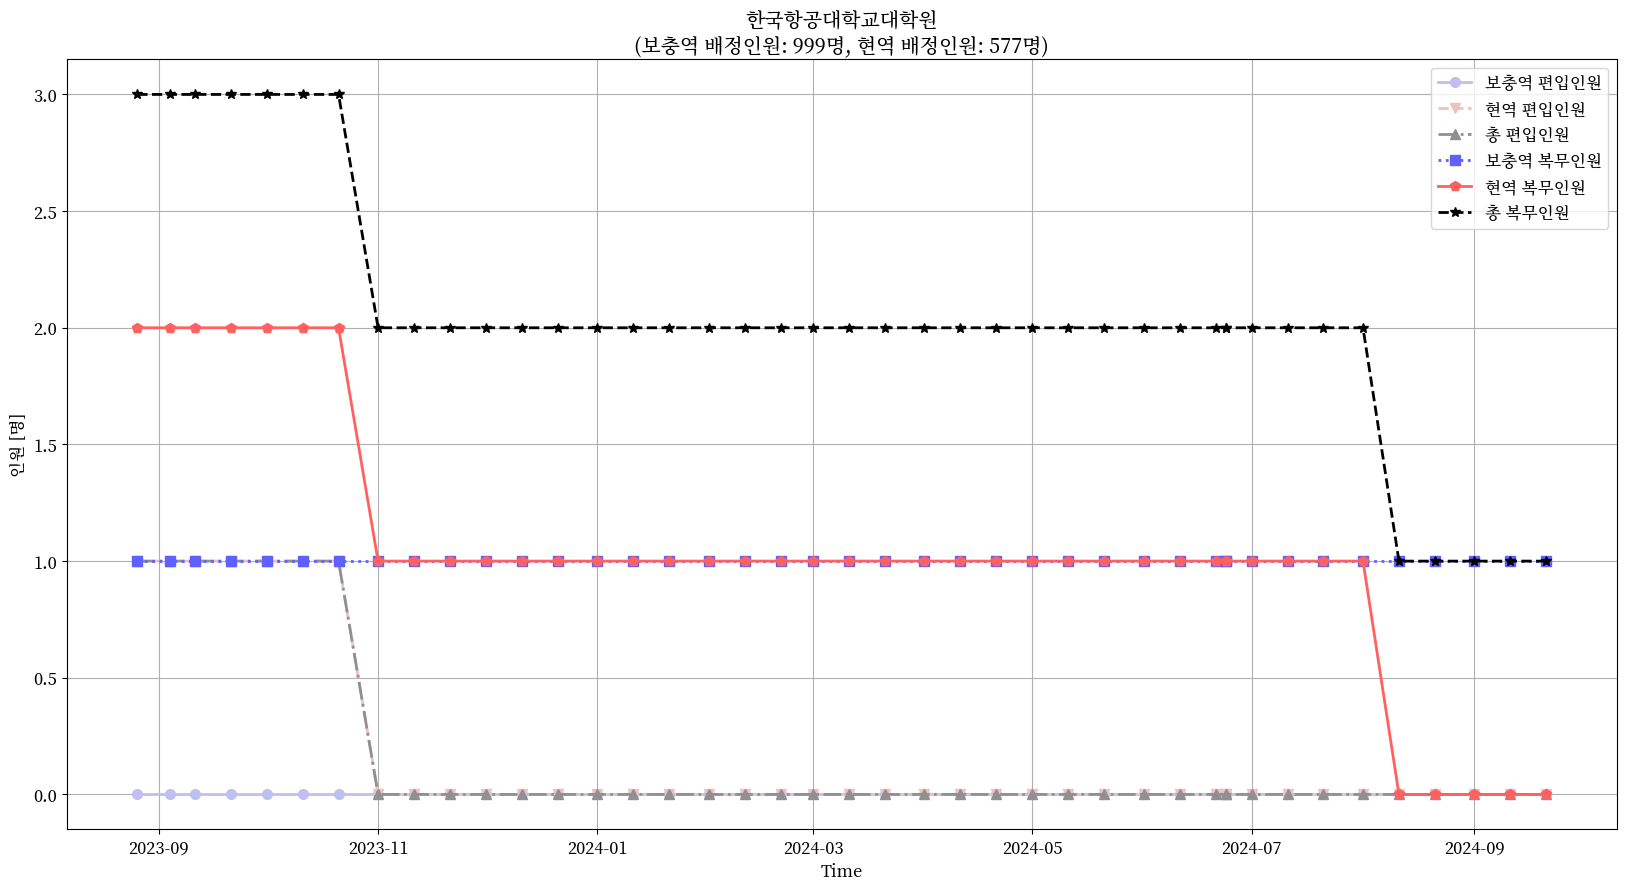 한국항공대학교대학원
(보충역 배정인원: 999명, 현역 배정인원: 577명)
보충역 편입인원
현역 편입인원
총 편입인원
보충역 복무인원
현역 복무인원
총 복무인원
인원 [명]
3.0
2.5
2.0
1.5
1.0
0.5
0.0
2023-09
2023-11
2024-01
2024-03
2024-05
2024-07
2024-09
Time